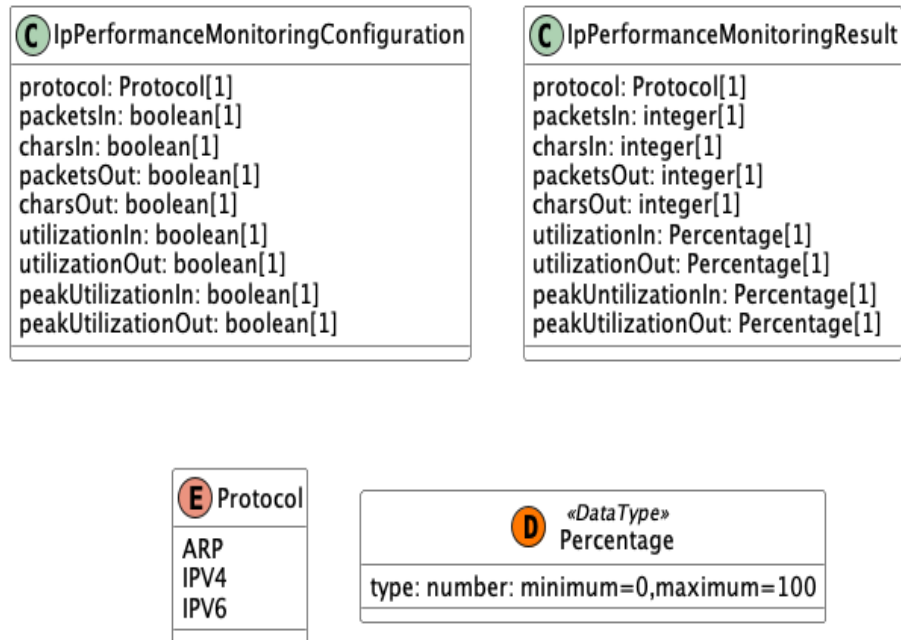 C IpPerformanceMonitoringConfiguration
protocol: Protocol[1]
packetsIn: boolean[1]
charsIn: boolean[1]
packetsOut: boolean[1]
charsOut: boolean[1]
utilizationIn: boolean[1]
utilizationOut: boolean[1]
peakUtilizationIn: boolean[1]
peakUtilizationOut: boolean[1]
C IpPerformanceMonitoringResult
protocol: Protocol[1]
packetsIn: integer[1]
charsIn: integer[1]
packetsOut: integer[1]
charsOut: integer[1]
utilizationIn: Percentage[1]
utilizationOut: Percentage[1]
peakUntilizationIn: Percentage[1]
peakUtilizationOut: Percentage[1]
E Protocol
ARP
IPV4
IPV6
«DataType»
D Percentage
type: number: minimum=0,maximum=100